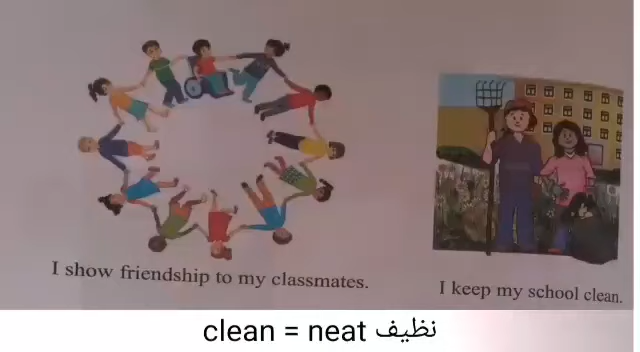 I show friendship to my classmates.
I keep my school clean.
clean = neat نظيف